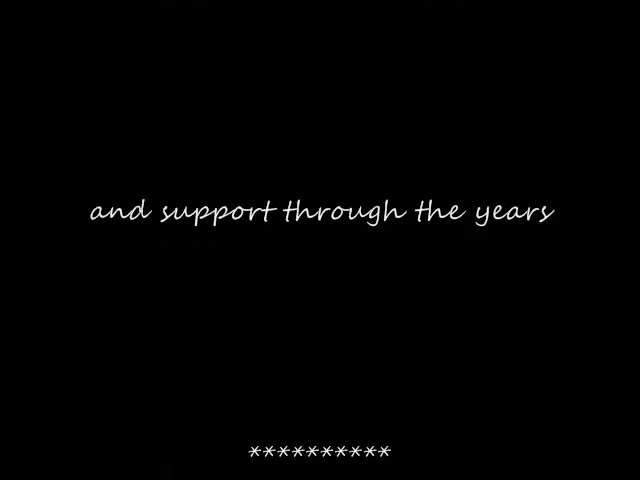 and support through the years
**********